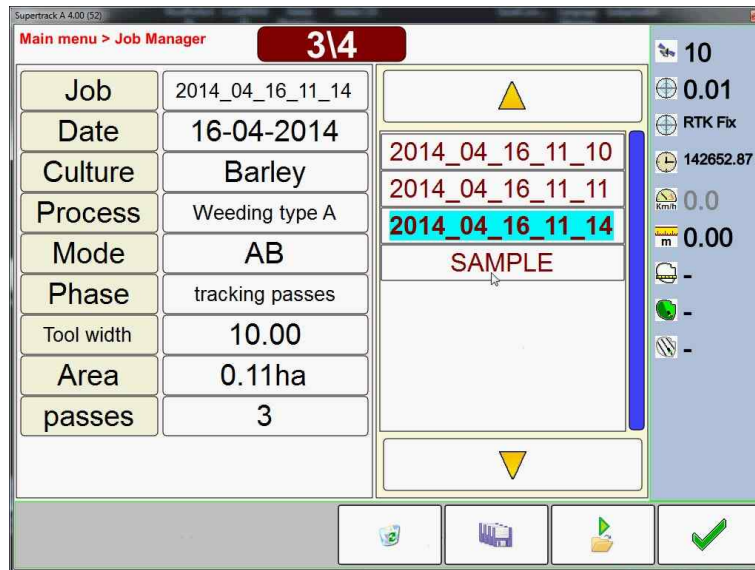 Supertrack A 4.00 (52)
Main menu > Job Manager
3\4
Job 2014_04_16_11_14
Date 16-04-2014
Culture Barley
Process Weeding type A
Mode AB
Phase tracking passes
Tool width 10.00
Area 0.11ha
passes 3
2014_04_16_11_10
2014_04_16_11_11
2014_04_16_11_14
SAMPLE
10
0.01
RTK Fix
142652.87
Km/h 0.0
m 0.00
-
-
-